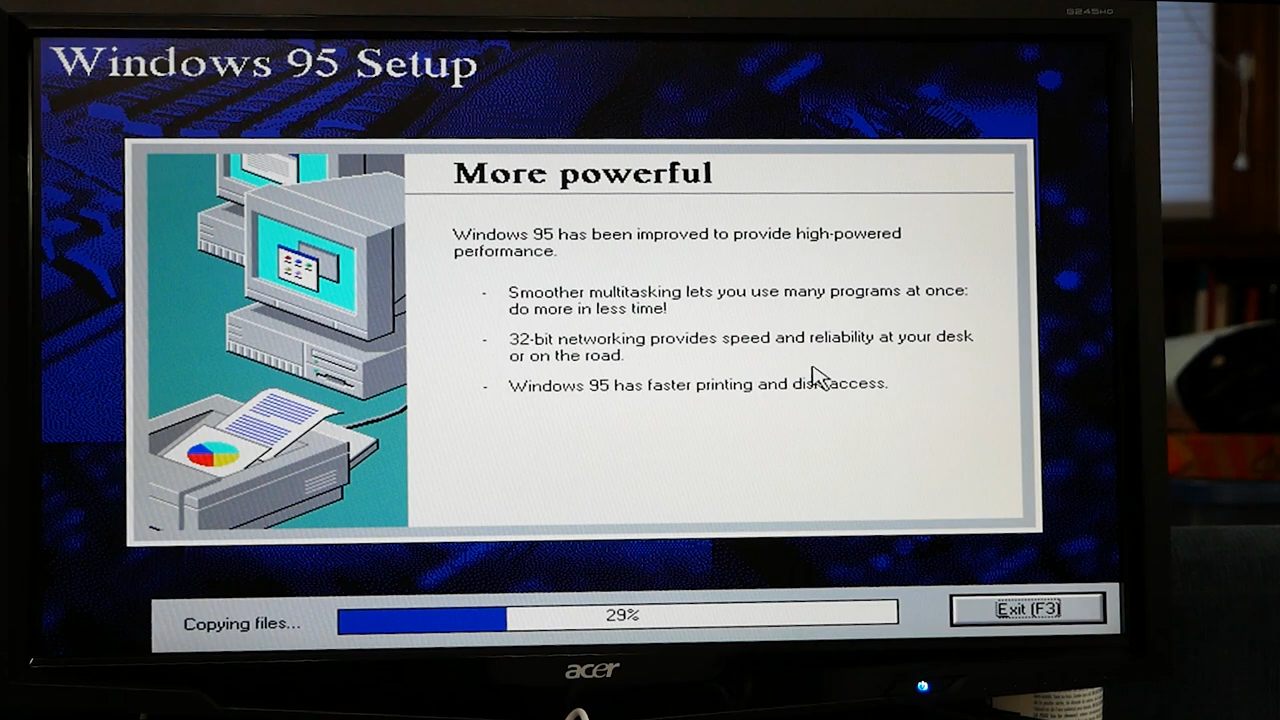 G245HQ
Windows 95 Setup
More powerful
Windows 95 has been improved to provide high-powered
performance.
- Smoother multitasking lets you use many programs at once:
do more in less time!
- 32-bit networking provides speed and reliability at your desk
or on the road.
- Windows 95 has faster printing and disk access.
Copying files...
29%
Exit (F3)
acer